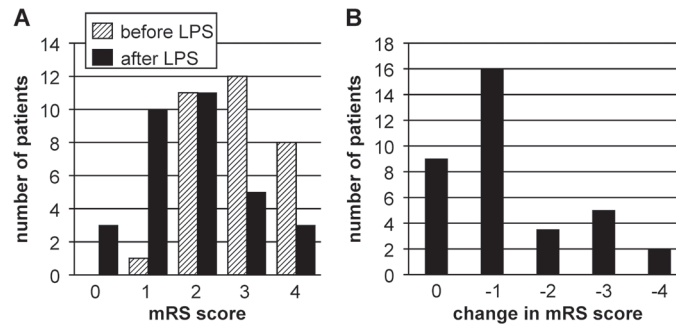 A
before LPS
after LPS
number of patients
14
12
10
8
6
4
2
0
0 1 2 3 4
mRS score
B
number of patients
18
16
14
12
10
8
6
4
2
0
0 -1 -2 -3 -4
change in mRS score